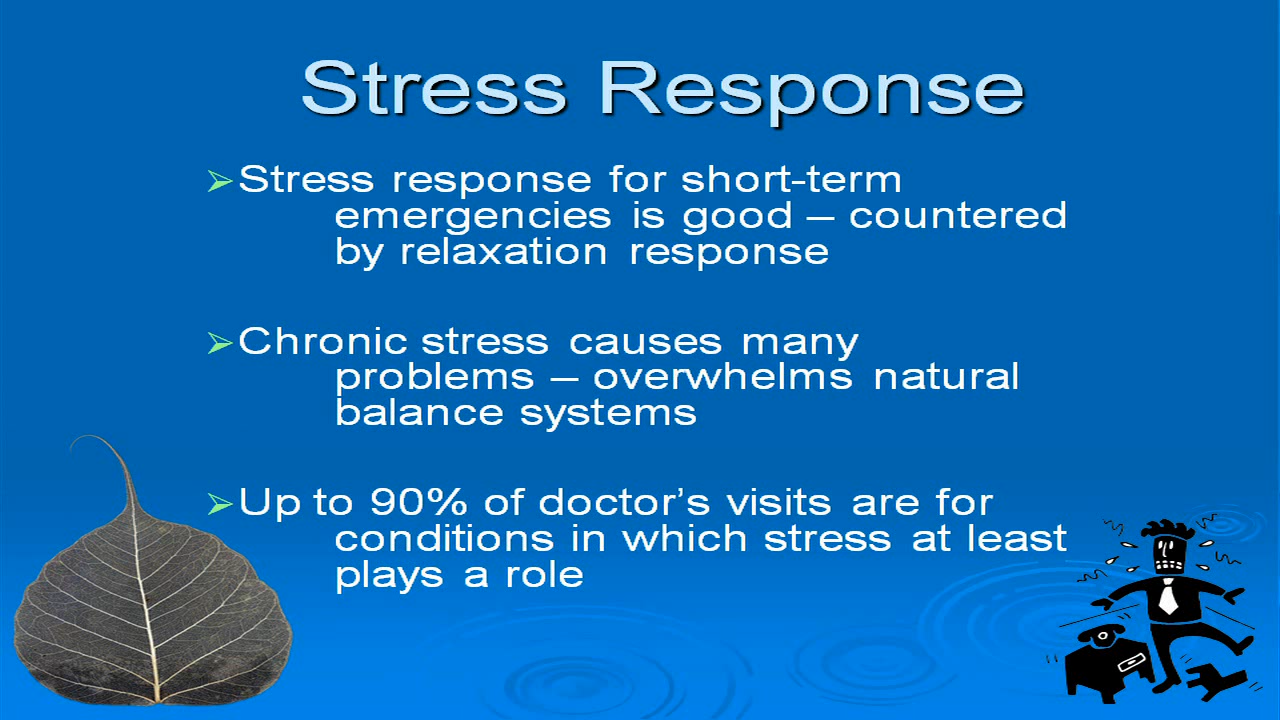 Stress Response
➢Stress response for short-term
emergencies is good – countered
by relaxation response
➢Chronic stress causes many
problems – overwhelms natural
balance systems
➢Up to 90% of doctor’s visits are for
conditions in which stress at least
plays a role